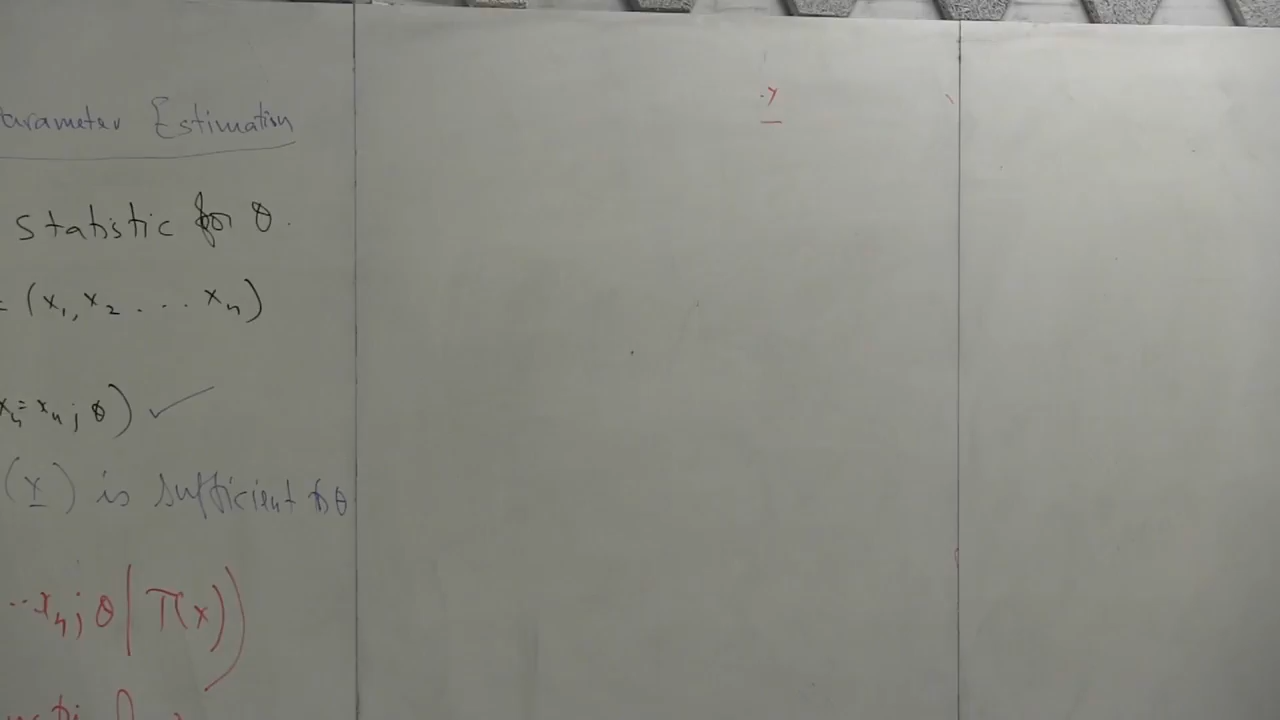 Parameter Estimation
statistic for θ.
= (x₁, x₂ . . . xₙ)
xₙ = xₙ ; θ) ✓
(x) is sufficient for θ
..xₙ; θ | T(x))